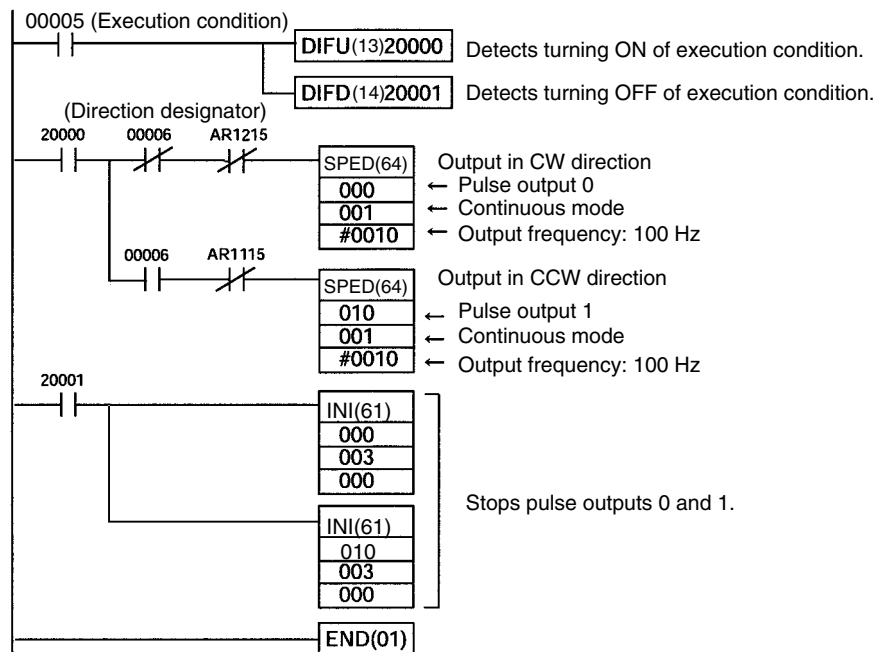 00005 (Execution condition)
DIFU(13)20000 Detects turning ON of execution condition.
DIFD(14)20001 Detects turning OFF of execution condition.
(Direction designator)
20000 00006 AR1215
SPED(64) Output in CW direction
000 ← Pulse output 0
001 ← Continuous mode
#0010 ← Output frequency: 100 Hz
00006 AR1115
SPED(64) Output in CCW direction
010 ← Pulse output 1
001 ← Continuous mode
#0010 ← Output frequency: 100 Hz
20001
INI(61)
000
003
000
Stops pulse outputs 0 and 1.
INI(61)
010
003
000
END(01)